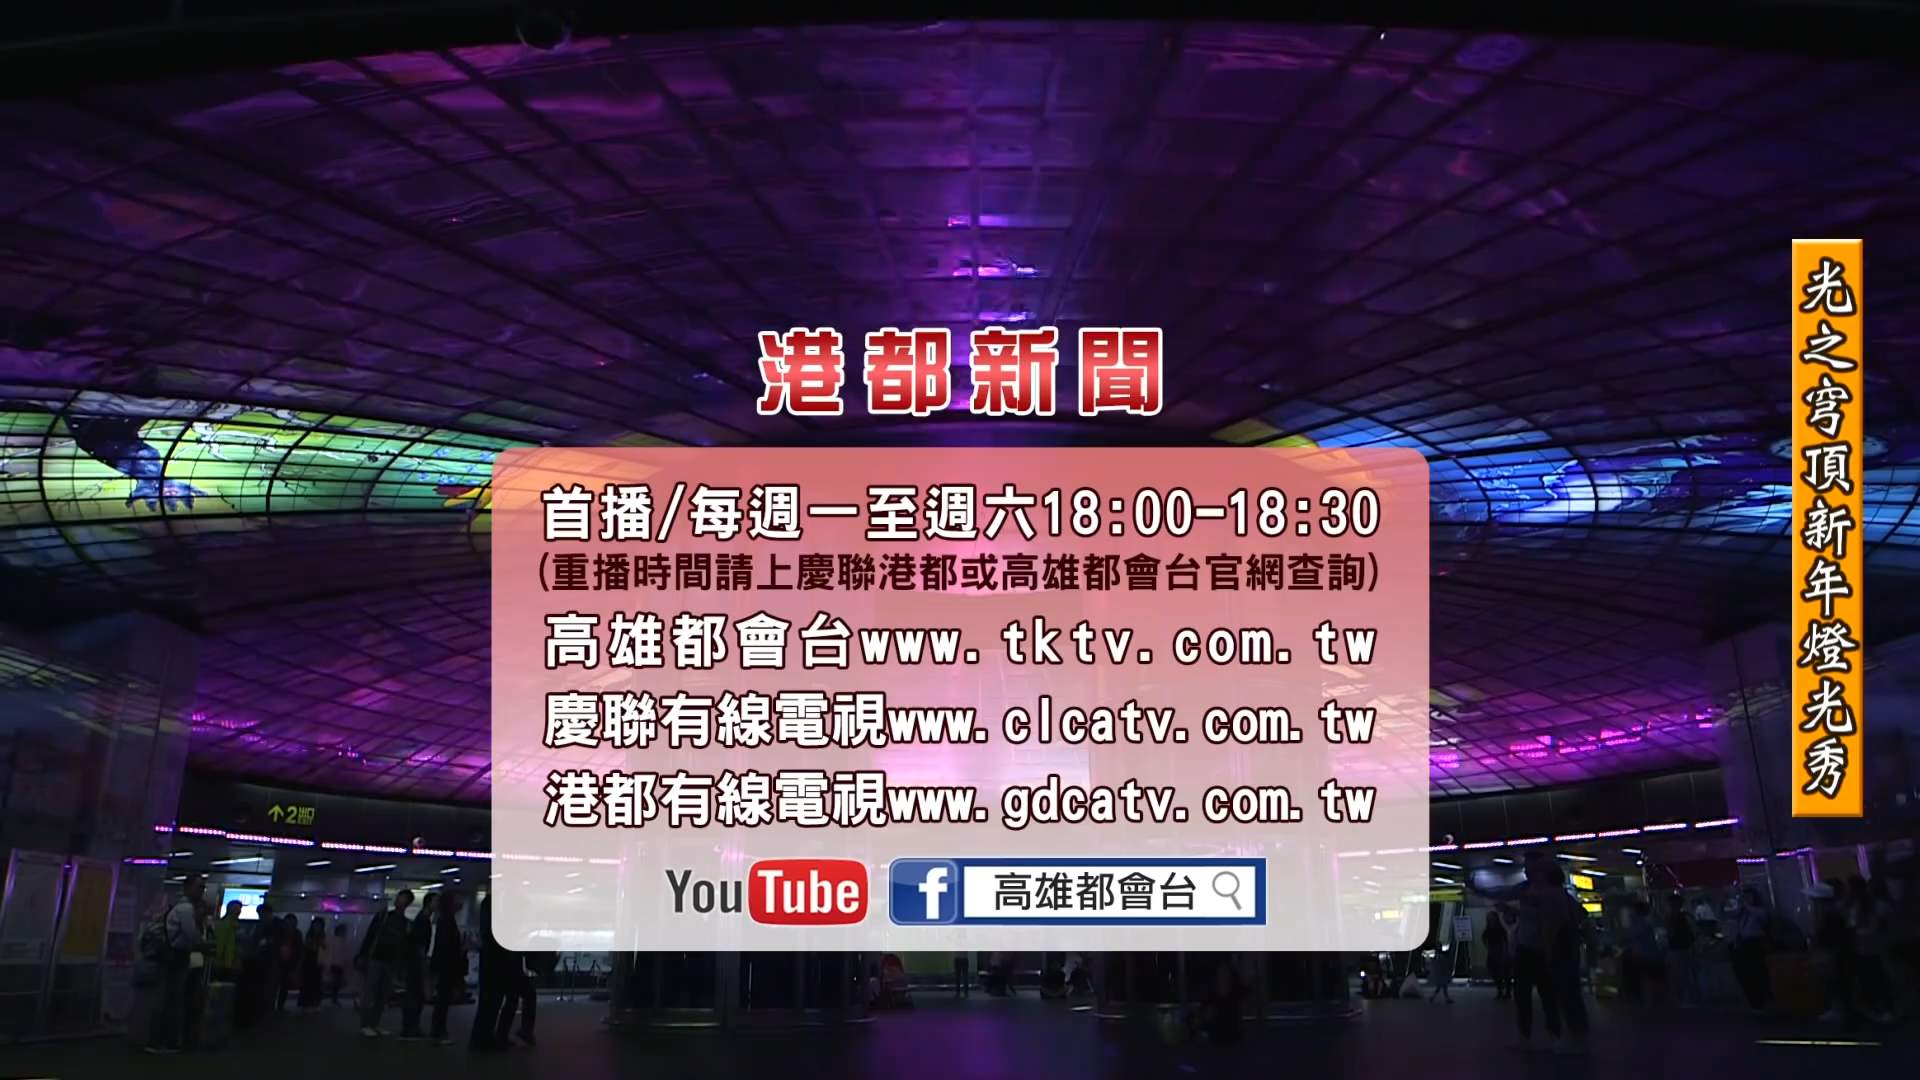 港都新聞
首播/每週一至週六18:00-18:30
(重播時間請上慶聯港都或高雄都會台官網查詢)
高雄都會台www.tktv.com.tw
慶聯有線電視www.clcatv.com.tw
港都有線電視www.gdcatv.com.tw
YouTube f 高雄都會台
光之穹頂新年燈光秀
2出口
EXIT